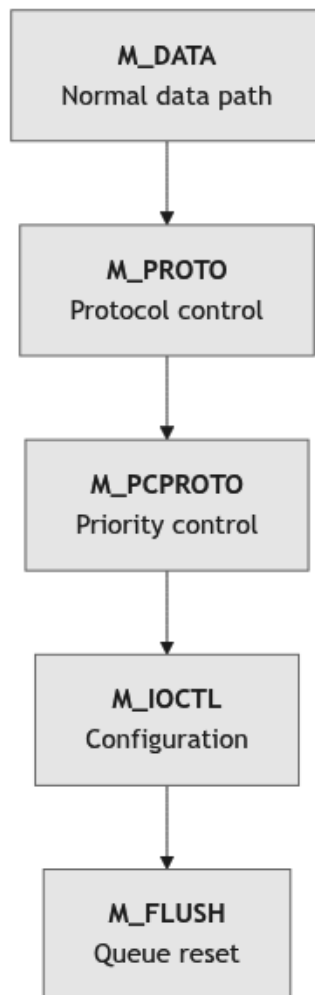 M_DATA
Normal data path
M_PROTO
Protocol control
M_PCPROTO
Priority control
M_IOCTL
Configuration
M_FLUSH
Queue reset